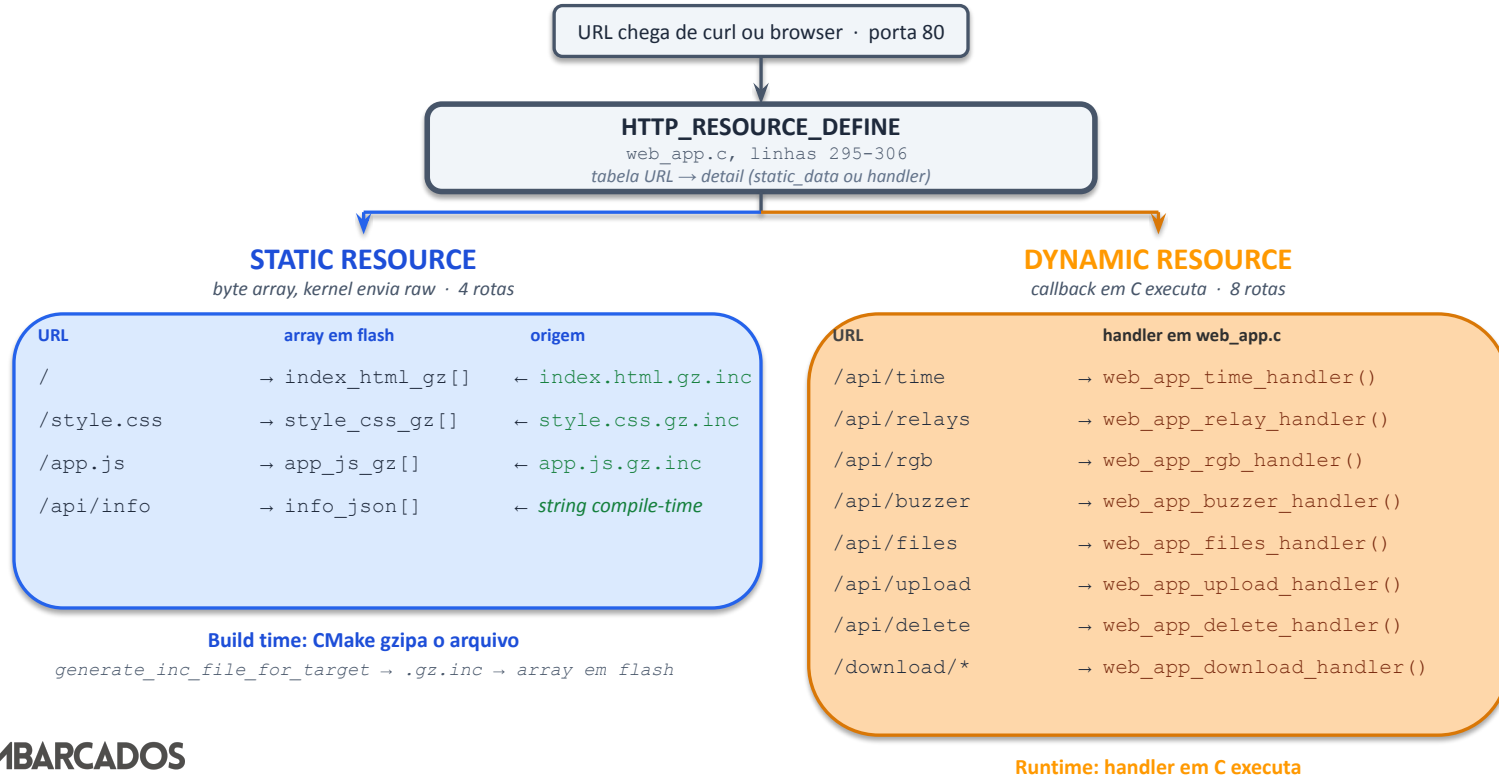 URL chega de curl ou browser · porta 80
HTTP_RESOURCE_DEFINE
web_app.c, linhas 295-306
tabela URL → detail (static_data ou handler)
STATIC RESOURCE
byte array, kernel envia raw · 4 rotas
URL array em flash origem
/ → index_html_gz[] ← index.html.gz.inc
/style.css → style_css_gz[] ← style.css.gz.inc
/app.js → app_js_gz[] ← app.js.gz.inc
/api/info → info_json[] ← string compile-time
Build time: CMake gzipa o arquivo
generate_inc_file_for_target → .gz.inc → array em flash
DYNAMIC RESOURCE
callback em C executa · 8 rotas
URL handler em web_app.c
/api/time → web_app_time_handler()
/api/relays → web_app_relay_handler()
/api/rgb → web_app_rgb_handler()
/api/buzzer → web_app_buzzer_handler()
/api/files → web_app_files_handler()
/api/upload → web_app_upload_handler()
/api/delete → web_app_delete_handler()
/download/* → web_app_download_handler()
Runtime: handler em C executa
MBARCADOS